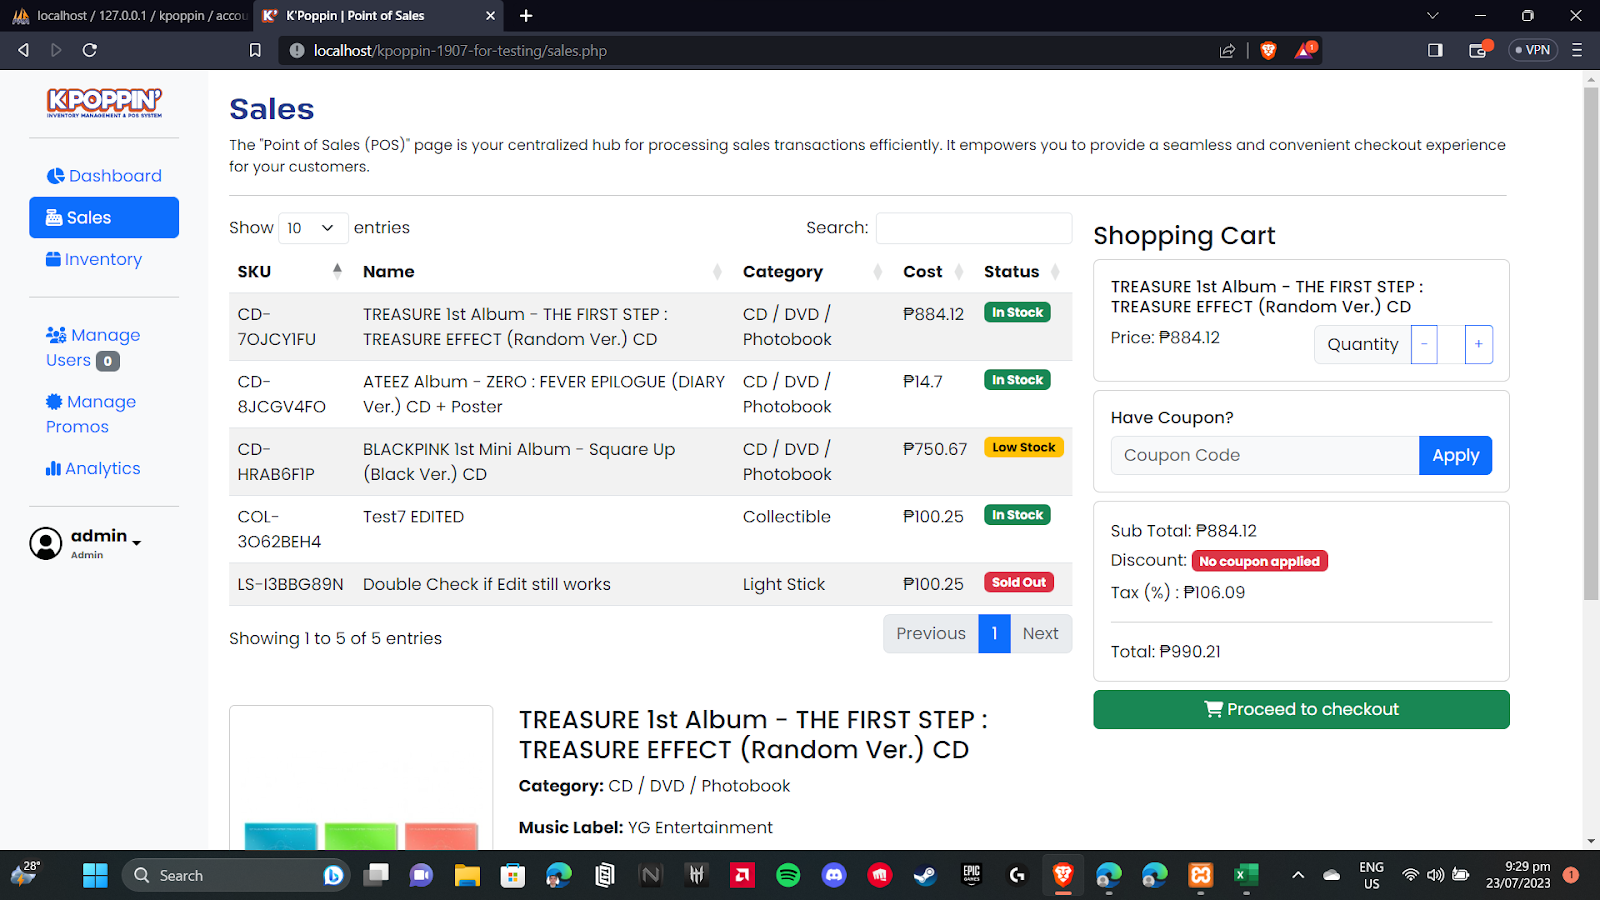 localhost / 127.0.0.1 / kpoppin / accou
K'Poppin | Point of Sales
localhost/kpoppin-1907-for-testing/sales.php
1
VPN
KPOPPIN'
INVENTORY MANAGEMENT & POS SYSTEM
Dashboard
Sales
Inventory
Manage
Users 0
Manage
Promos
Analytics
admin
Admin
Sales
The "Point of Sales (POS)" page is your centralized hub for processing sales transactions efficiently. It empowers you to provide a seamless and convenient checkout experience
for your customers.
Show 10 entries
Search:
SKU Name Category Cost Status
CD- TREASURE 1st Album - THE FIRST STEP : CD / DVD / ₱884.12 In Stock
7OJCY1FU TREASURE EFFECT (Random Ver.) CD Photobook
CD- ATEEZ Album - ZERO : FEVER EPILOGUE (DIARY CD / DVD / ₱14.7 In Stock
8JCGV4FO Ver.) CD + Poster Photobook
CD- BLACKPINK 1st Mini Album - Square Up CD / DVD / ₱750.67 Low Stock
HRAB6F1P (Black Ver.) CD Photobook
COL- Test7 EDITED Collectible ₱100.25 In Stock
3O62BEH4
LS-I3BBG89N Double Check if Edit still works Light Stick ₱100.25 Sold Out
Showing 1 to 5 of 5 entries
Previous 1 Next
TREASURE 1st Album - THE FIRST STEP :
TREASURE EFFECT (Random Ver.) CD
Category: CD / DVD / Photobook
Music Label: YG Entertainment
Shopping Cart
TREASURE 1st Album - THE FIRST STEP :
TREASURE EFFECT (Random Ver.) CD
Price: ₱884.12
Quantity - +
Have Coupon?
Coupon Code Apply
Sub Total: ₱884.12
Discount: No coupon applied
Tax (%) : ₱106.09
Total: ₱990.21
Proceed to checkout
28°
Search
EPIC
GAMES
ENG
US
9:29 pm
23/07/2023
1